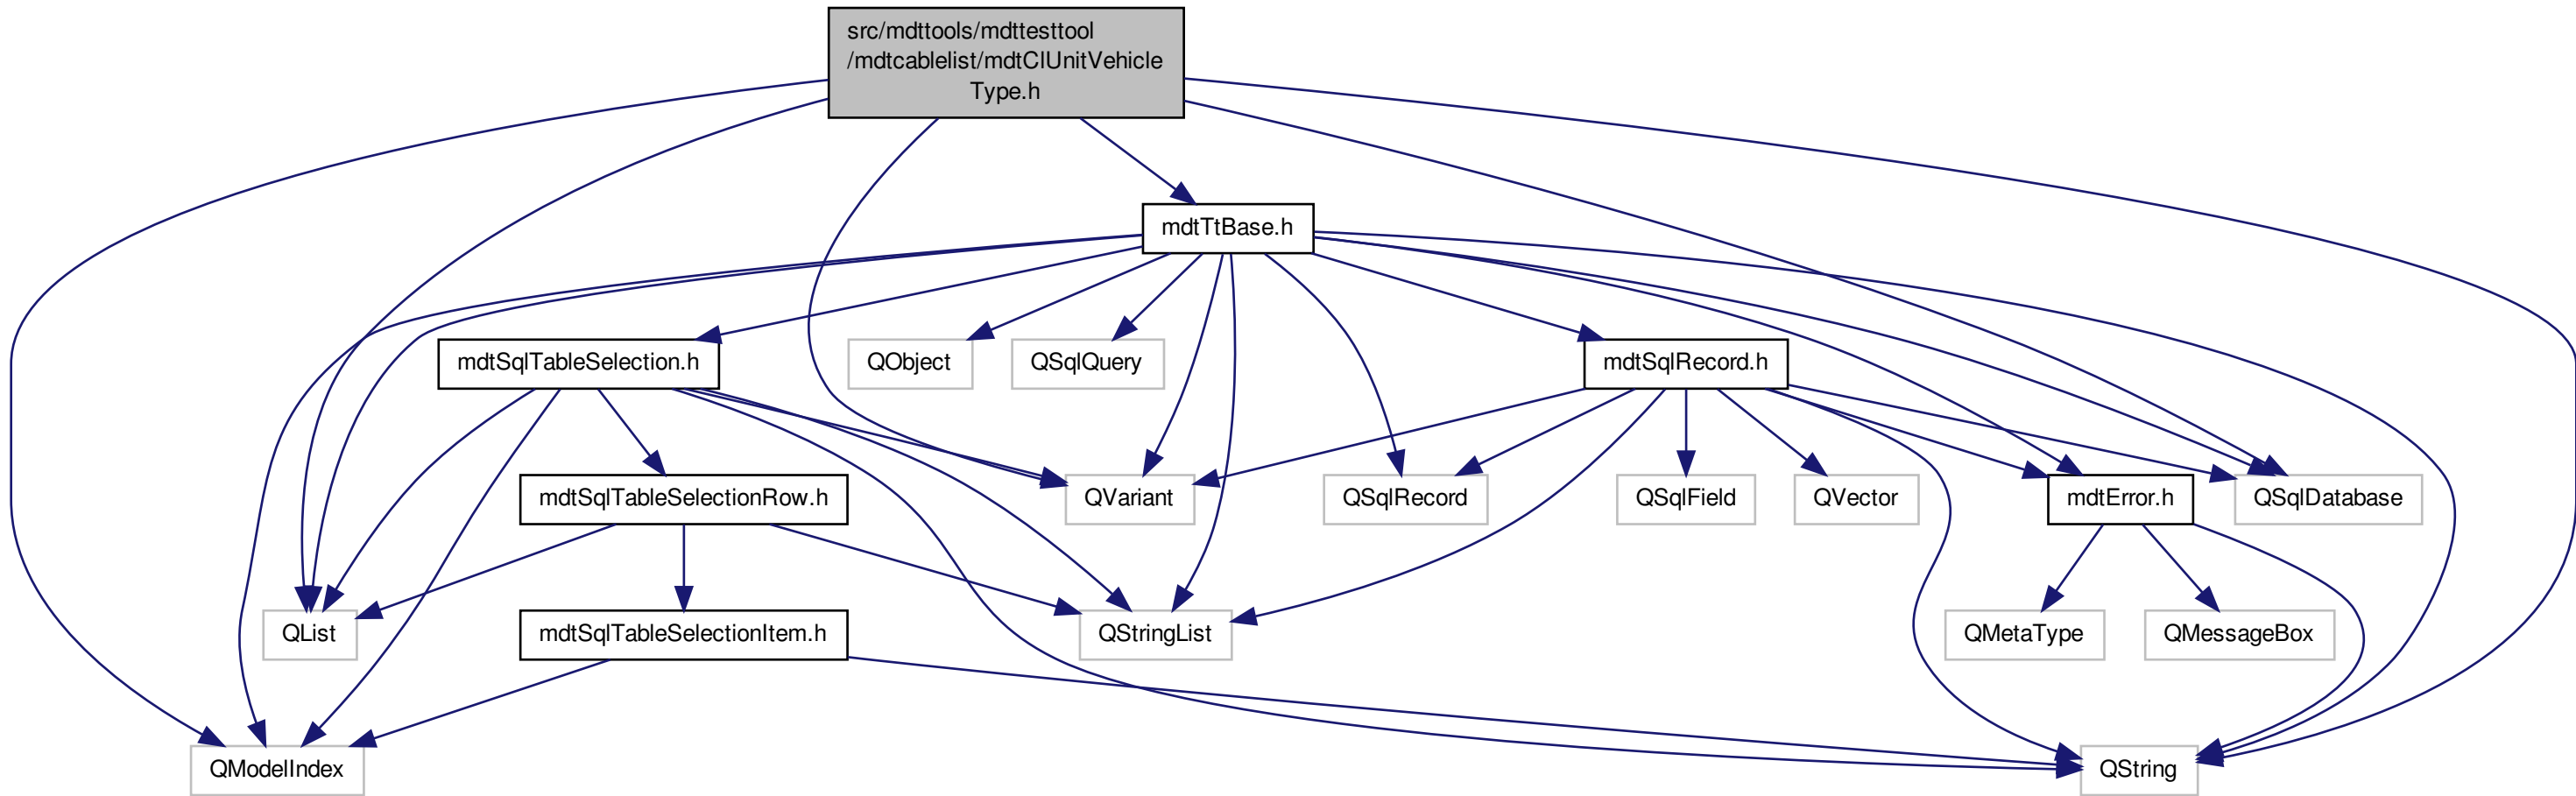 src/mdttools/mdttesttool
/mdtcablelist/mdtClUnitVehicle
Type.h
mdtTtBase.h
mdtSqlTableSelection.h
QObject
QSqlQuery
mdtSqlRecord.h
mdtSqlTableSelectionRow.h
QVariant
QSqlRecord
QSqlField
QVector
mdtError.h
QSqlDatabase
QList
mdtSqlTableSelectionItem.h
QStringList
QMetaType
QMessageBox
QModelIndex
QString